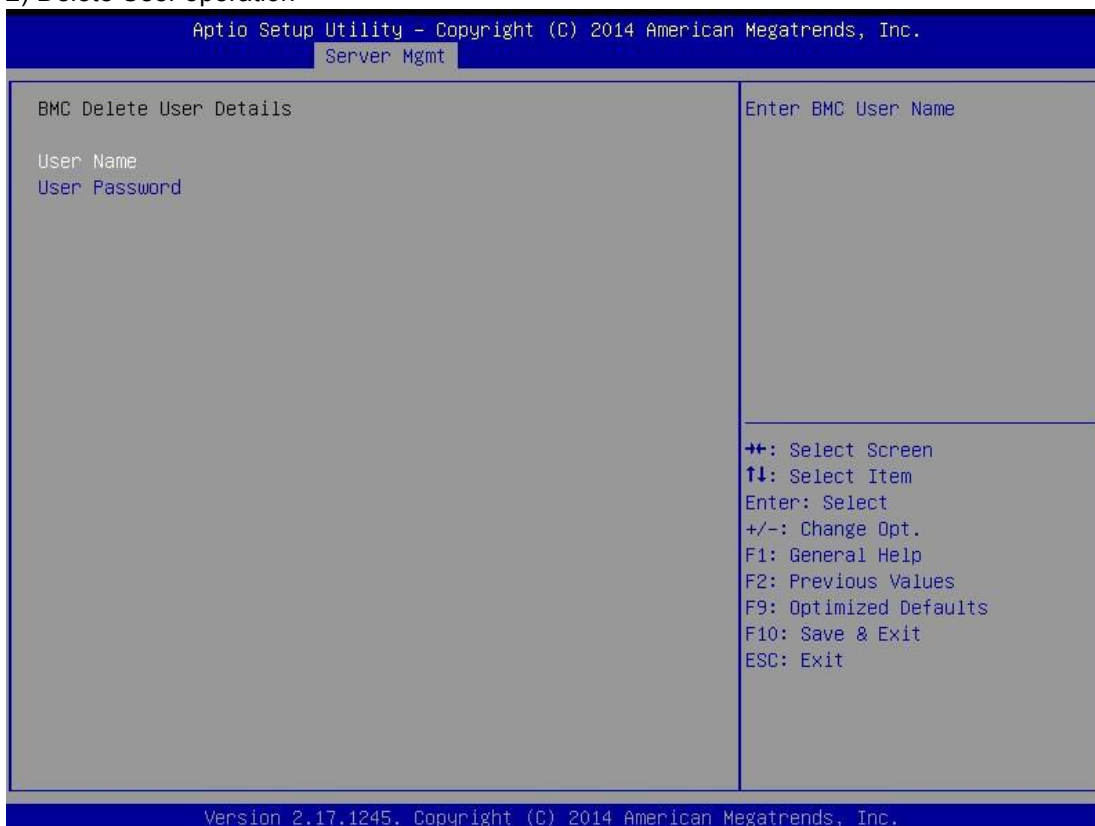 2) Delete User operation
Aptio Setup Utility – Copyright (C) 2014 American Megatrends, Inc.
Server Mgmt
BMC Delete User Details
User Name
User Password
Enter BMC User Name
→←: Select Screen
↑↓: Select Item
Enter: Select
+/-: Change Opt.
F1: General Help
F2: Previous Values
F9: Optimized Defaults
F10: Save & Exit
ESC: Exit
Version 2.17.1245. Copyright (C) 2014 American Megatrends, Inc.